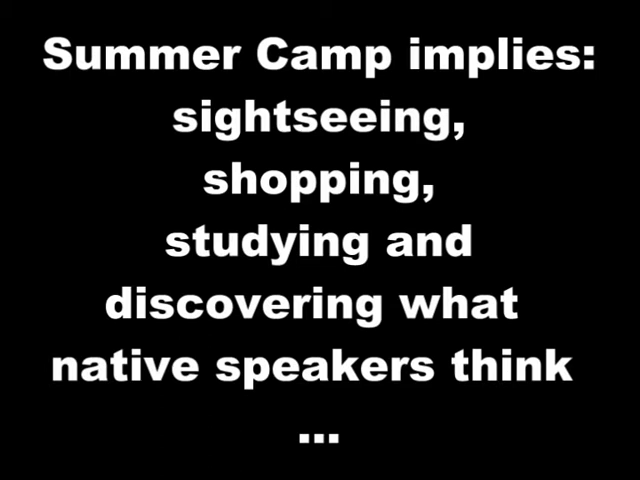 Summer Camp implies:
sightseeing,
shopping,
studying and
discovering what
native speakers think
...